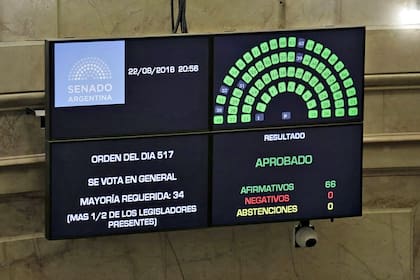 SENADO
ARGENTINA
22/08/2018 20:56
ORDEN DEL DIA 517
SE VOTA EN GENERAL
MAYORÍA REQUERIDA: 34
(MAS 1/2 DE LOS LEGISLADORES
PRESENTES)
RESULTADO
APROBADO
AFIRMATIVOS 66
NEGATIVOS 0
ABSTENCIONES 0